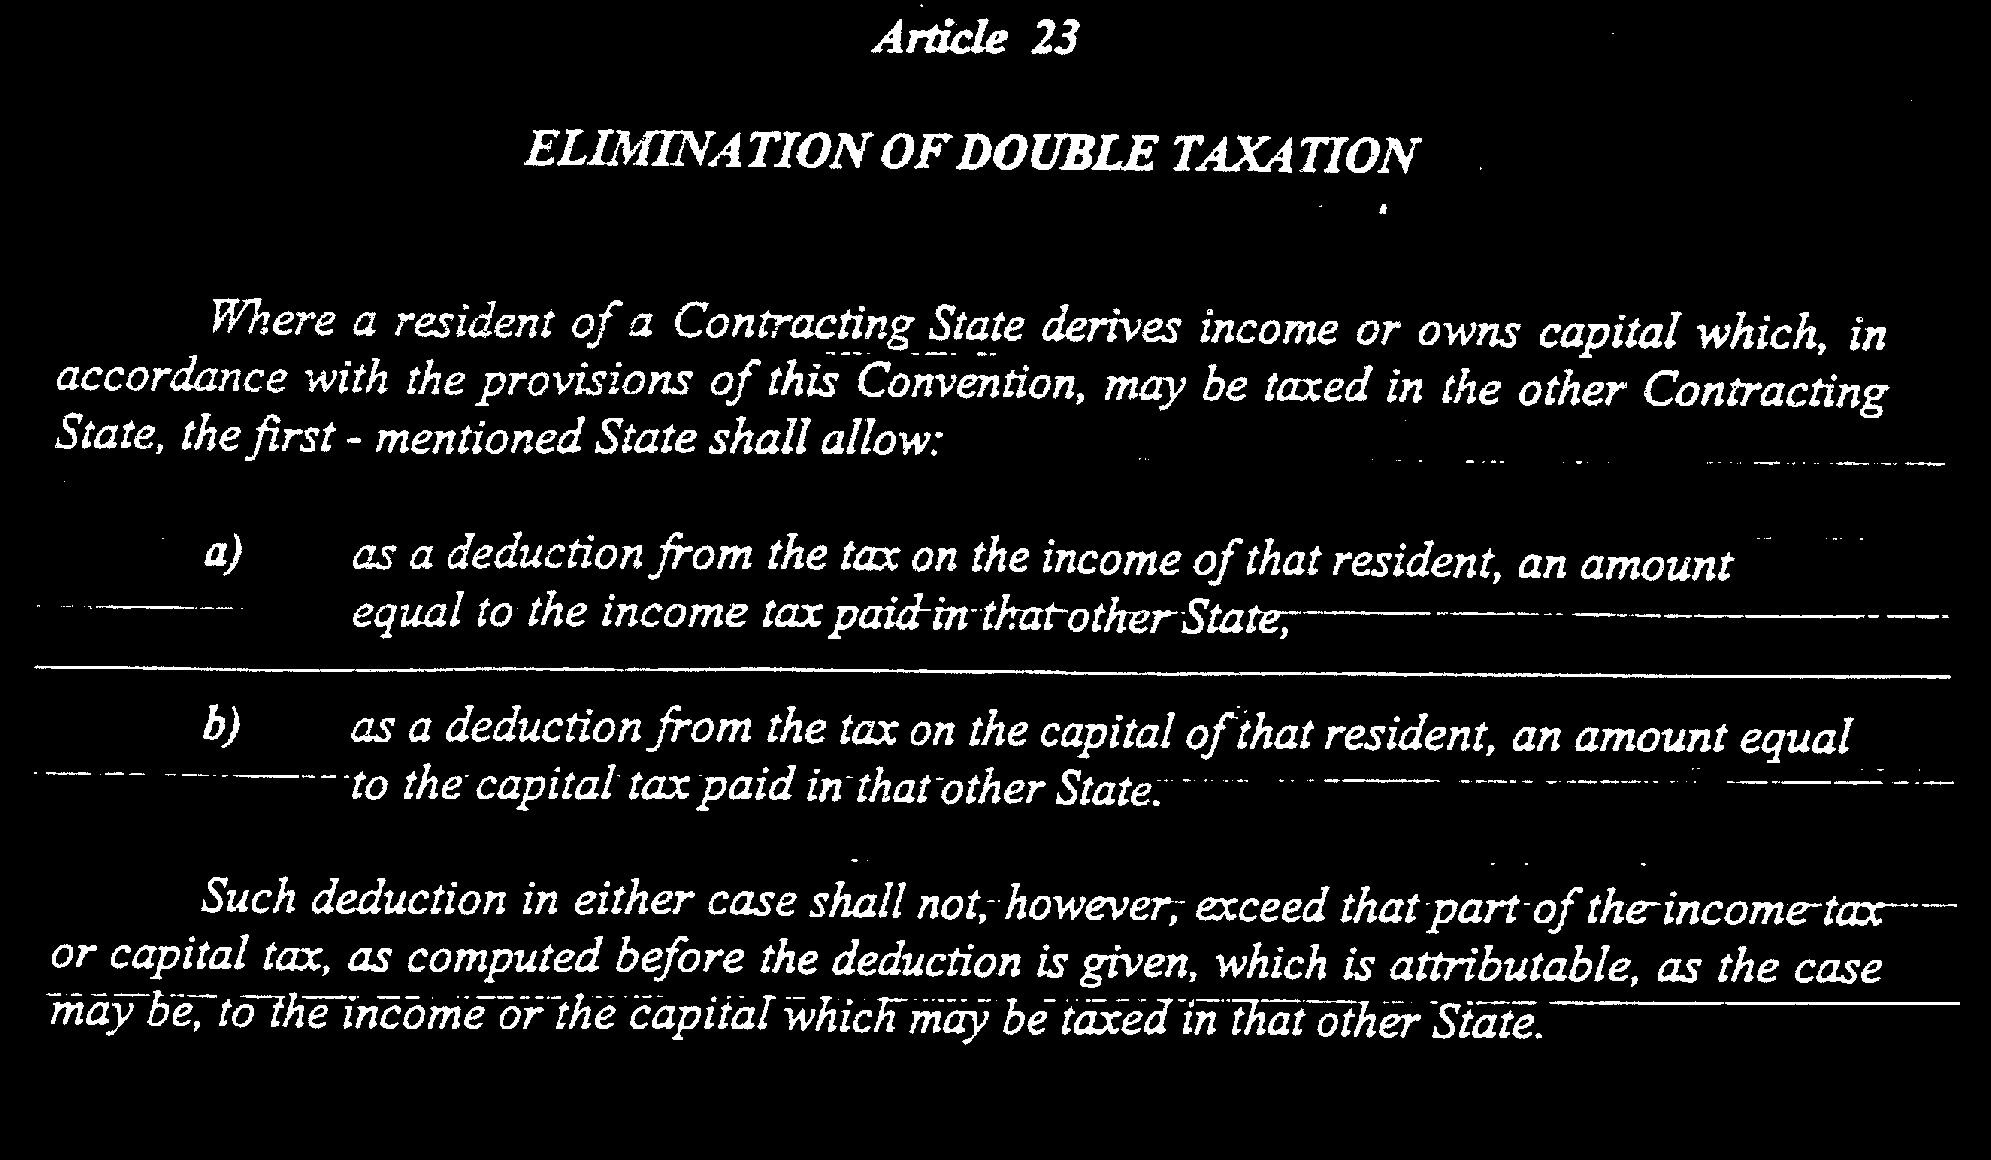 Article 23
ELIMINATION OF DOUBLE TAXATION
Where a resident of a Contracting State derives income or owns capital which, in
accordance with the provisions of this Convention, may be taxed in the other Contracting
State, the first - mentioned State shall allow:
a) as a deduction from the tax on the income of that resident, an amount
equal to the income tax paid in that other State;
b) as a deduction from the tax on the capital of that resident, an amount equal
to the capital tax paid in that other State.
Such deduction in either case shall not, however, exceed that part of the income tax
or capital tax, as computed before the deduction is given, which is attributable, as the case
may be, to the income or the capital which may be taxed in that other State.